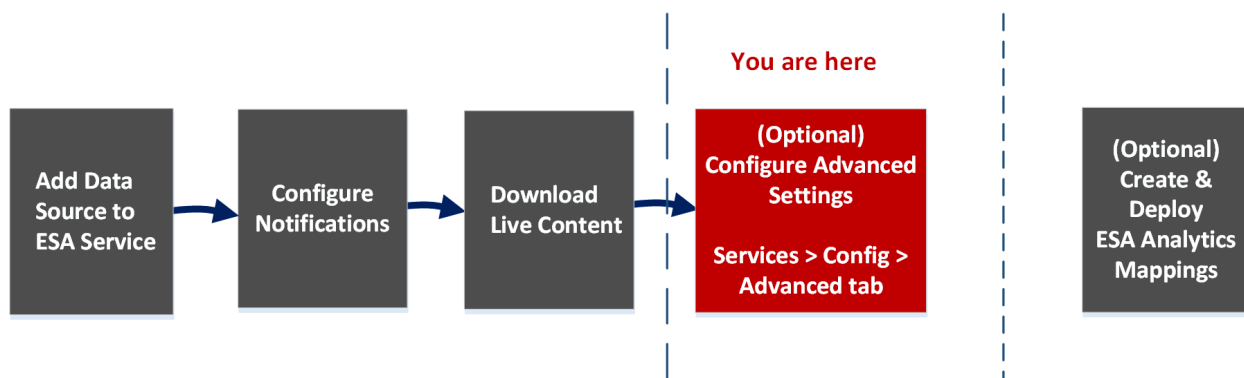 You are here
Add Data
Source to
ESA Service
Configure
Notifications
Download
Live Content
(Optional)
Configure Advanced
Settings
Services > Config >
Advanced tab
(Optional)
Create &
Deploy
ESA Analytics
Mappings